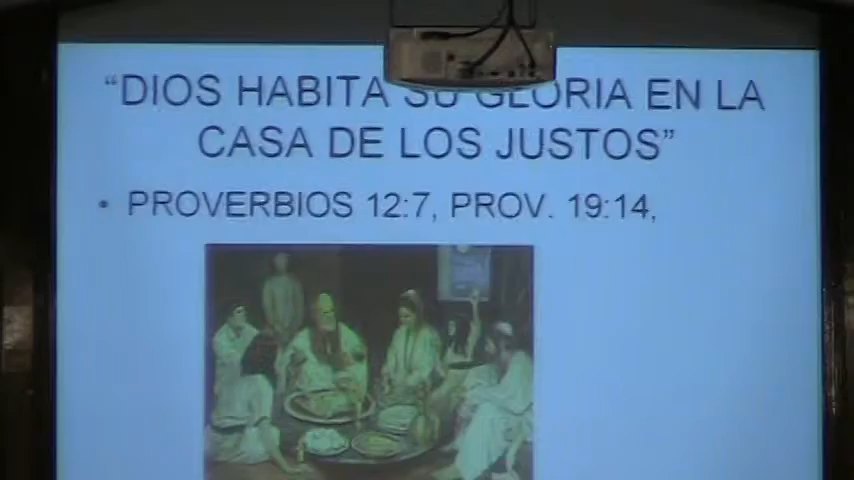 “DIOS HABITA SU GLORIA EN LA
CASA DE LOS JUSTOS”
• PROVERBIOS 12:7, PROV. 19:14,